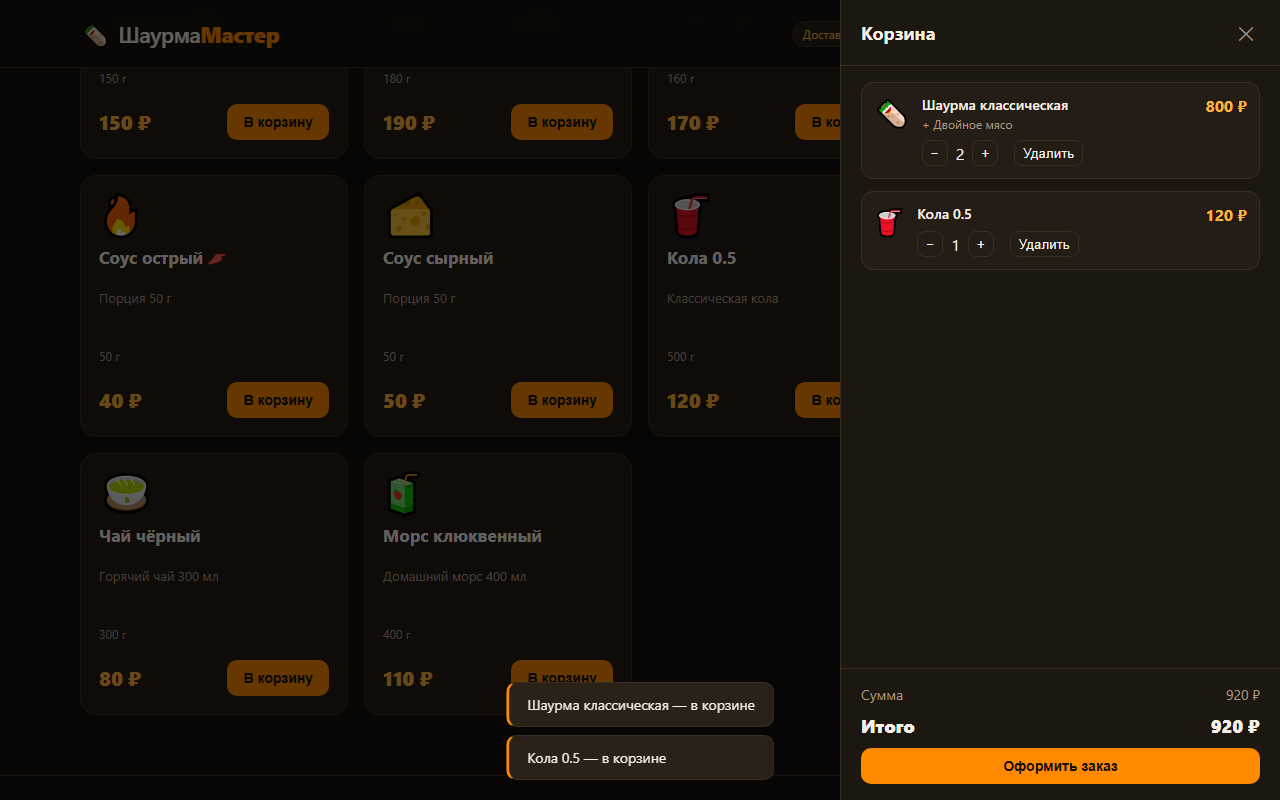 ШаурмаМастер
Достав
150 г
180 г
160 г
150 ₽
В корзину
190 ₽
В корзину
170 ₽
В ко
Соус острый
Соус сырный
Кола 0.5
Порция 50 г
Порция 50 г
Классическая кола
50 г
50 г
500 г
40 ₽
В корзину
50 ₽
В корзину
120 ₽
В ко
Чай чёрный
Морс клюквенный
Горячий чай 300 мл
Домашний морс 400 мл
300 г
400 г
80 ₽
В корзину
110 ₽
В корзину
Шаурма классическая — в корзине
Кола 0.5 — в корзине
Корзина
Шаурма классическая
800 ₽
+ Двойное мясо
− 2 + Удалить
Кола 0.5
120 ₽
− 1 + Удалить
Сумма
920 ₽
Итого
920 ₽
Оформить заказ